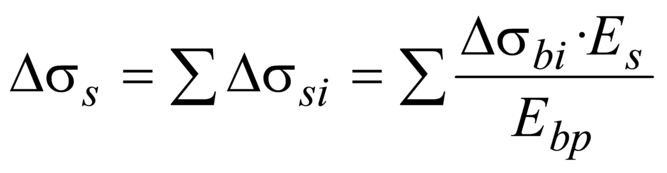 Δσ_s = ∑ Δσ_si = ∑ (Δσ_bi · E_s) / E_bp